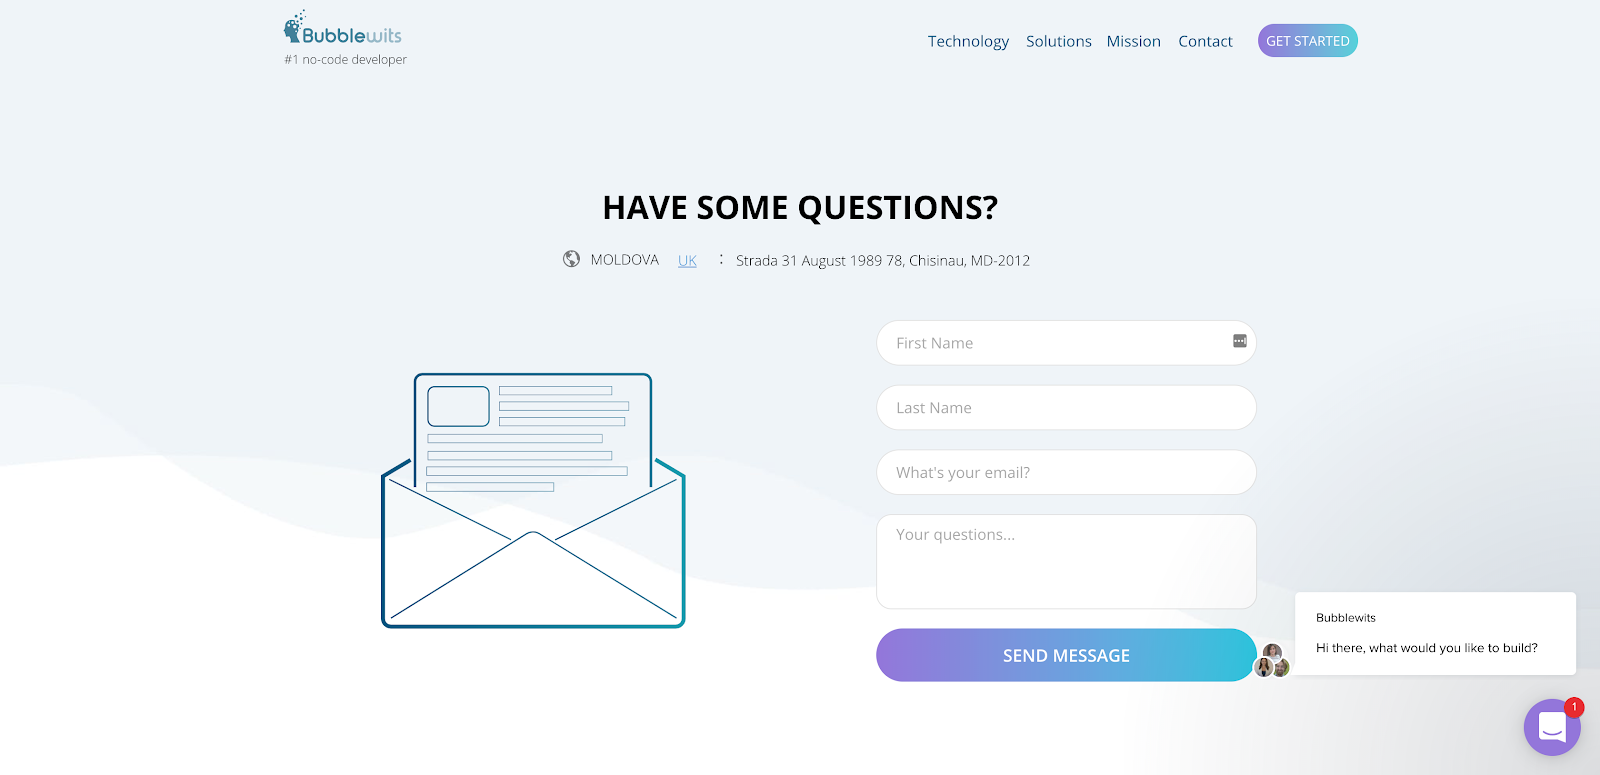 Bubblewits
#1 no-code developer
Technology Solutions Mission Contact GET STARTED
HAVE SOME QUESTIONS?
MOLDOVA UK : Strada 31 August 1989 78, Chisinau, MD-2012
First Name
Last Name
What's your email?
Your questions...
SEND MESSAGE
Bubblewits
Hi there, what would you like to build?
1